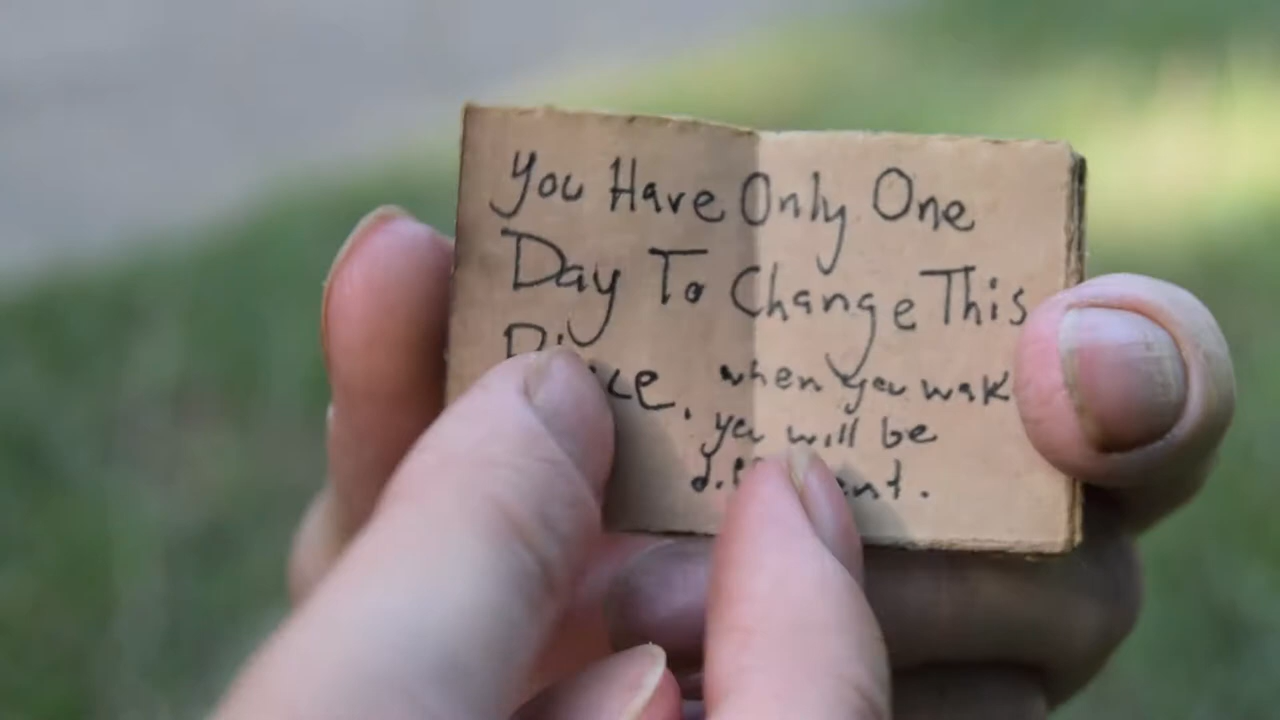 You Have Only One
Day To Change This
when you wak
you will be